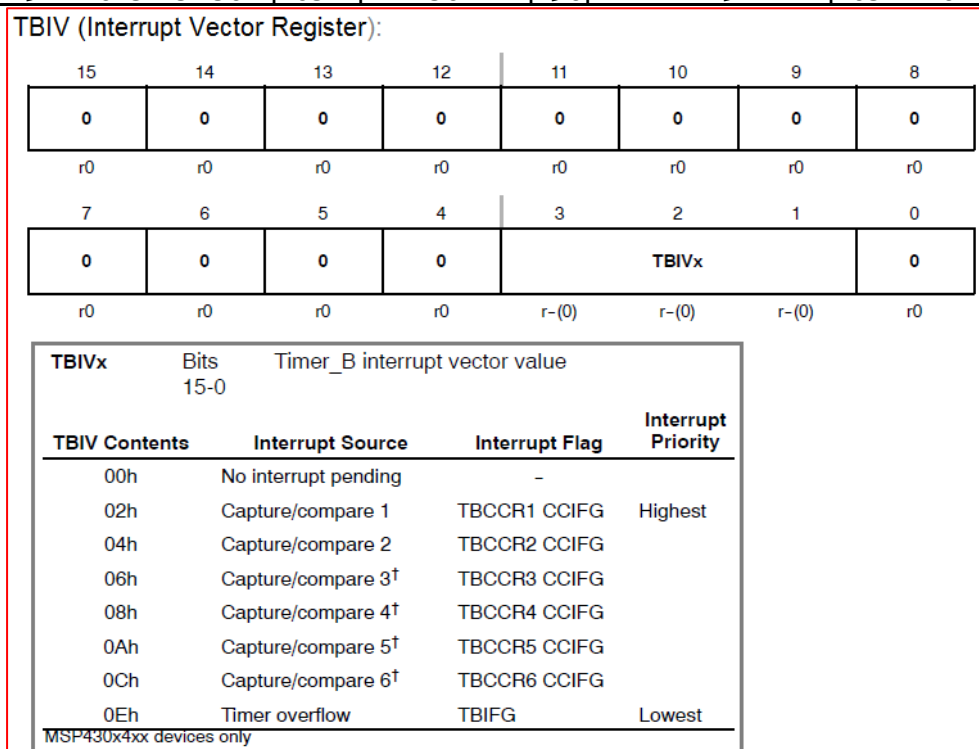 TBIV (Interrupt Vector Register):
15 14 13 12 11 10 9 8
0 0 0 0 0 0 0 0
r0 r0 r0 r0 r0 r0 r0 r0
7 6 5 4 3 2 1 0
0 0 0 0 TBIVx 0
r0 r0 r0 r0 r-(0) r-(0) r-(0) r0
TBIVx Bits Timer_B interrupt vector value
15-0
Interrupt
TBIV Contents Interrupt Source Interrupt Flag Priority
00h No interrupt pending –
02h Capture/compare 1 TBCCR1 CCIFG Highest
04h Capture/compare 2 TBCCR2 CCIFG
06h Capture/compare 3† TBCCR3 CCIFG
08h Capture/compare 4† TBCCR4 CCIFG
0Ah Capture/compare 5† TBCCR5 CCIFG
0Ch Capture/compare 6† TBCCR6 CCIFG
0Eh Timer overflow TBIFG Lowest
MSP430x4xx devices only